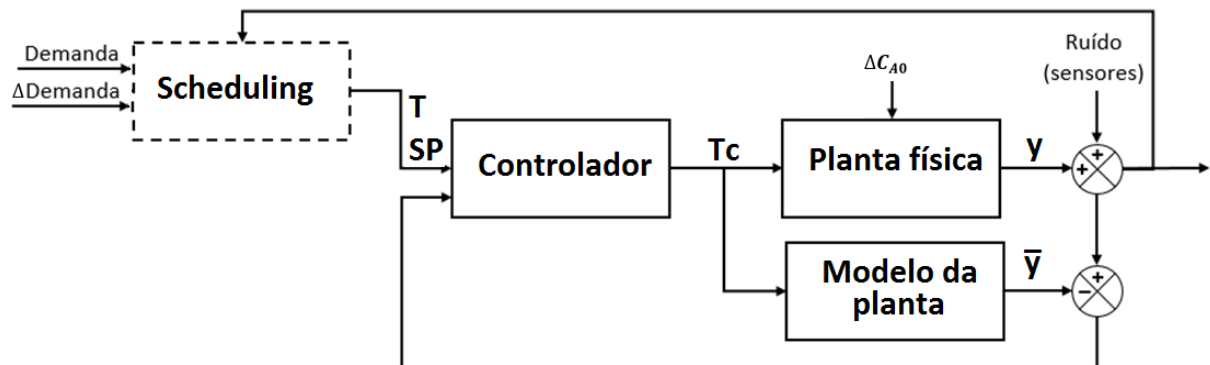 Demanda
ΔDemanda
Scheduling
T
SP
Controlador
Tc
ΔC_A0
Planta física
y
Ruído
(sensores)
+
+
Modelo da
planta
y̅
+
−